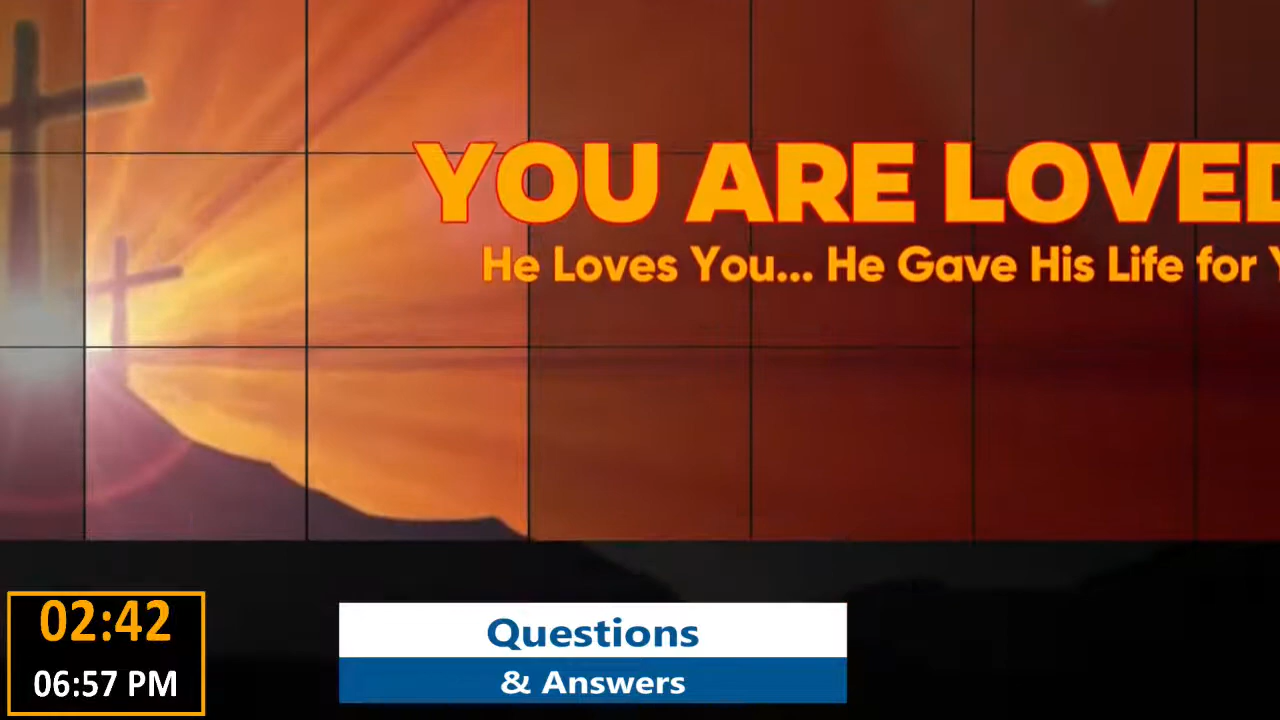 YOU ARE LOVED
He Loves You... He Gave His Life for
02:42
06:57 PM
Questions
& Answers